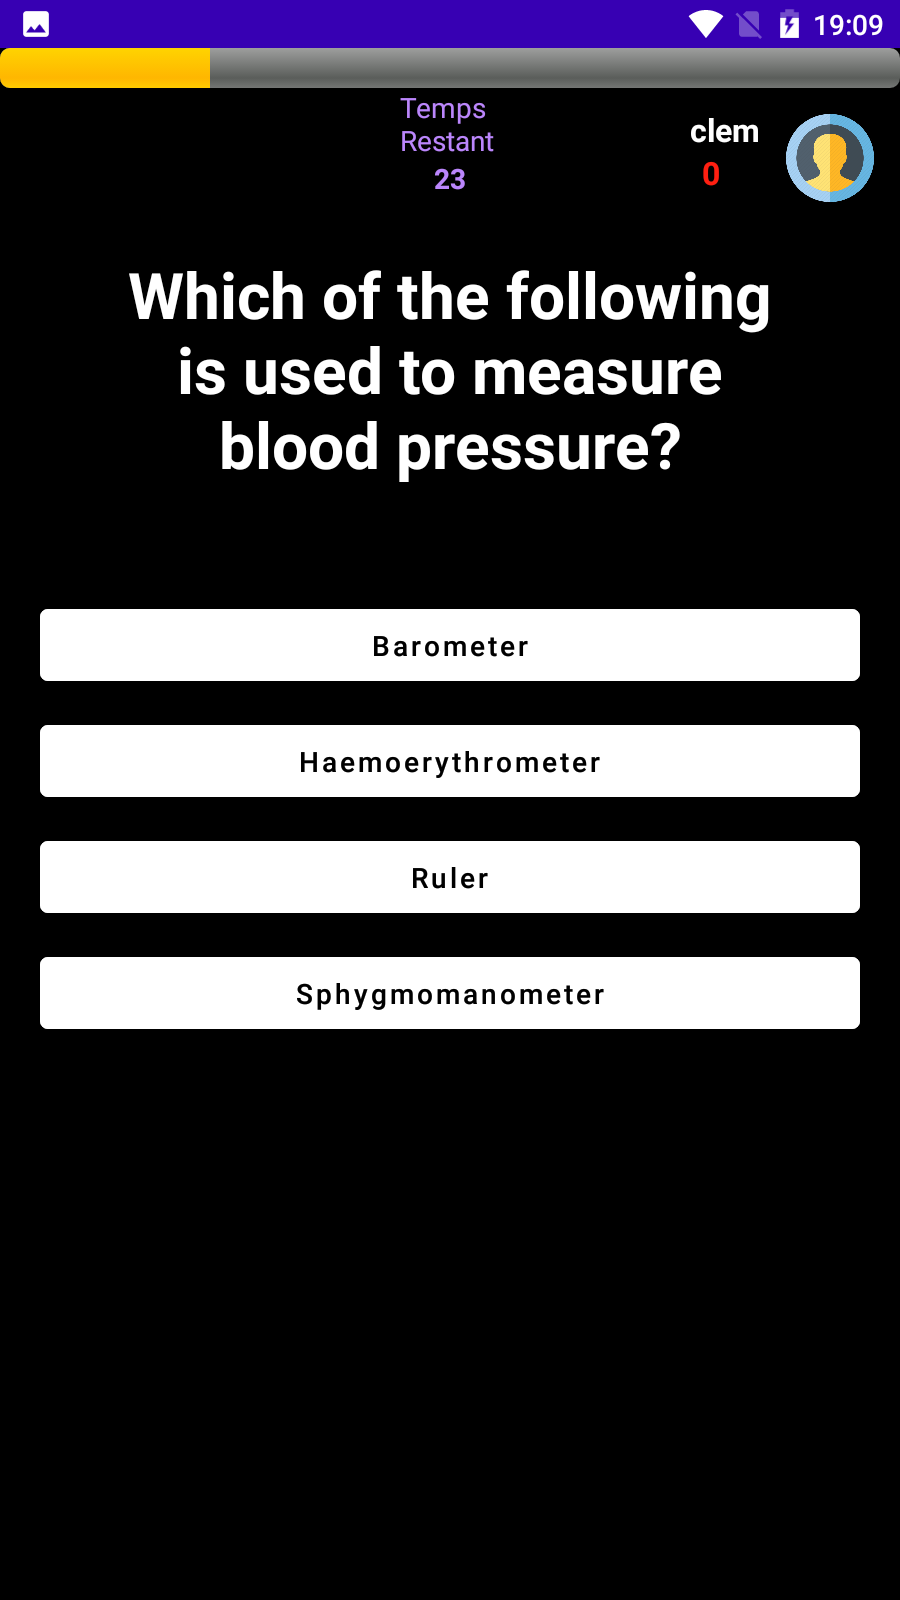 19:09
Temps
Restant
23
clem
0
Which of the following
is used to measure
blood pressure?
Barometer
Haemoerythrometer
Ruler
Sphygmomanometer